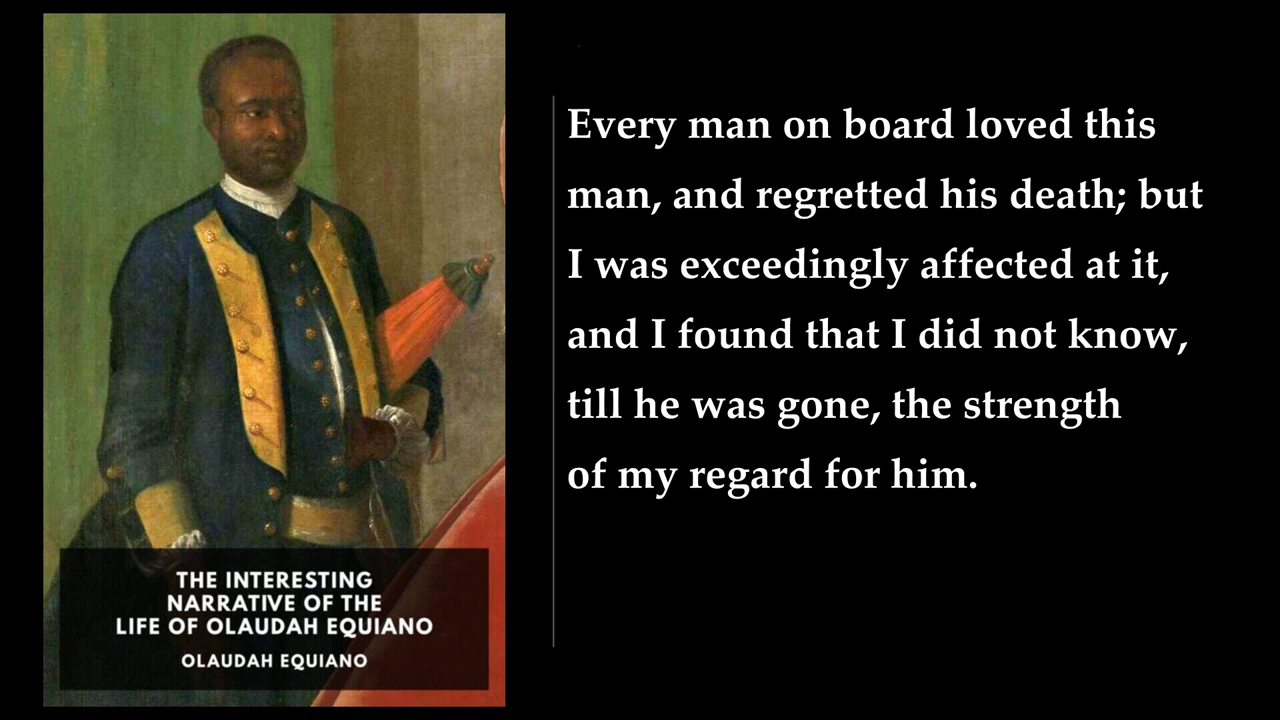 Every man on board loved this
man, and regretted his death; but
I was exceedingly affected at it,
and I found that I did not know,
till he was gone, the strength
of my regard for him.
THE INTERESTING
NARRATIVE OF THE
LIFE OF OLAUDAH EQUIANO
OLAUDAH EQUIANO